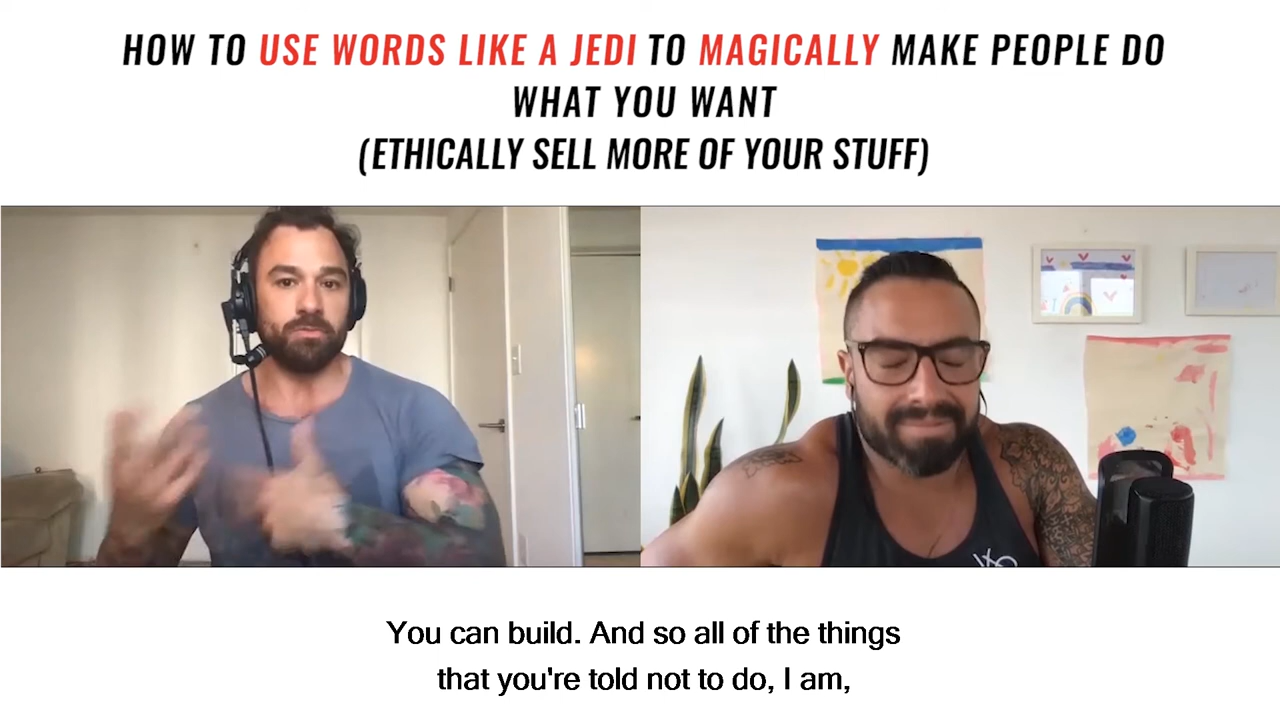 HOW TO USE WORDS LIKE A JEDI TO MAGICALLY MAKE PEOPLE DO
WHAT YOU WANT
(ETHICALLY SELL MORE OF YOUR STUFF)
You can build. And so all of the things
that you're told not to do, I am,